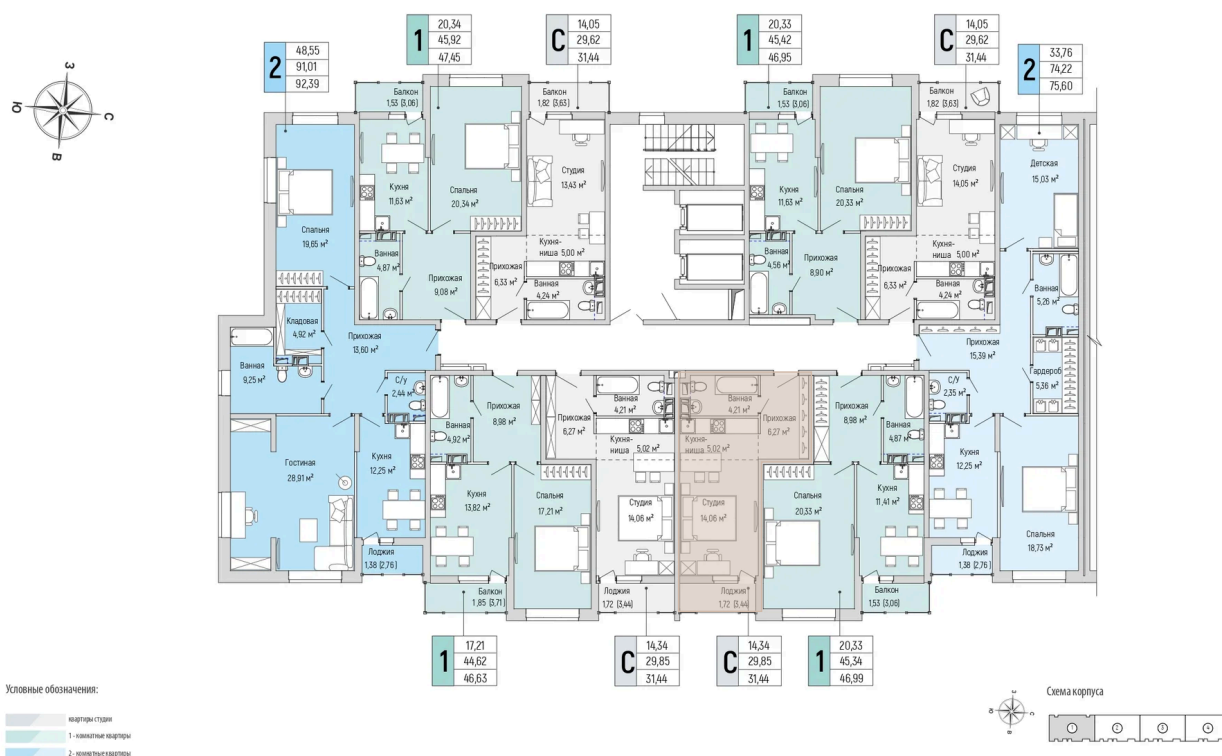 20,34
1 45,92
47,45
14,05
С 29,62
31,44
20,33
1 45,42
46,95
14,05
С 29,62
31,44
48,55
2 91,01
92,39
33,76
2 74,22
75,60
З
Ю С
В
Балкон
1,53 (3,06)
Балкон
1,82 (3,63)
Балкон
1,53 (3,06)
Балкон
1,82 (3,63)
Кухня
11,63 м²
Спальня
20,34 м²
Студия
13,43 м²
Кухня
11,63 м²
Спальня
20,33 м²
Студия
14,05 м²
Детская
15,03 м²
Спальня
19,65 м²
Ванная
4,87 м²
Прихожая
9,08 м²
Прихожая
6,33 м²
Кухня-
ниша 5,00 м²
Ванная
4,24 м²
Ванная
4,56 м²
Прихожая
8,90 м²
Прихожая
6,33 м²
Кухня-
ниша 5,00 м²
Ванная
4,24 м²
Ванная
5,26 м²
Кладовая
4,92 м²
Прихожая
13,60 м²
Прихожая
15,39 м²
Ванная
9,25 м²
С/У
2,44 м²
Гардероб
5,36 м²
С/У
2,35 м²
Ванная
4,92 м²
Прихожая
8,98 м²
Прихожая
6,27 м²
Ванная
4,21 м²
Кухня-
ниша 5,02 м²
Ванная
4,21 м²
Прихожая
6,27 м²
Кухня-
ниша 5,02 м²
Прихожая
8,98 м²
Ванная
4,87 м²
Гостиная
28,91 м²
Кухня
12,25 м²
Кухня
13,82 м²
Спальня
17,21 м²
Студия
14,06 м²
Студия
14,06 м²
Спальня
20,33 м²
Кухня
11,41 м²
Кухня
12,25 м²
Спальня
18,73 м²
Лоджия
1,38 (2,76)
Балкон
1,85 (3,71)
Лоджия
1,72 (3,44)
Лоджия
1,72 (3,44)
Балкон
1,53 (3,06)
Лоджия
1,38 (2,76)
17,21
1 44,62
46,63
14,34
С 29,85
31,44
14,34
С 29,85
31,44
20,33
1 45,34
46,99
Условные обозначения:
квартиры студии
1 - комнатные квартиры
2 - комнатные квартиры
З
Ю С
В
Схема корпуса
1 2 3 4